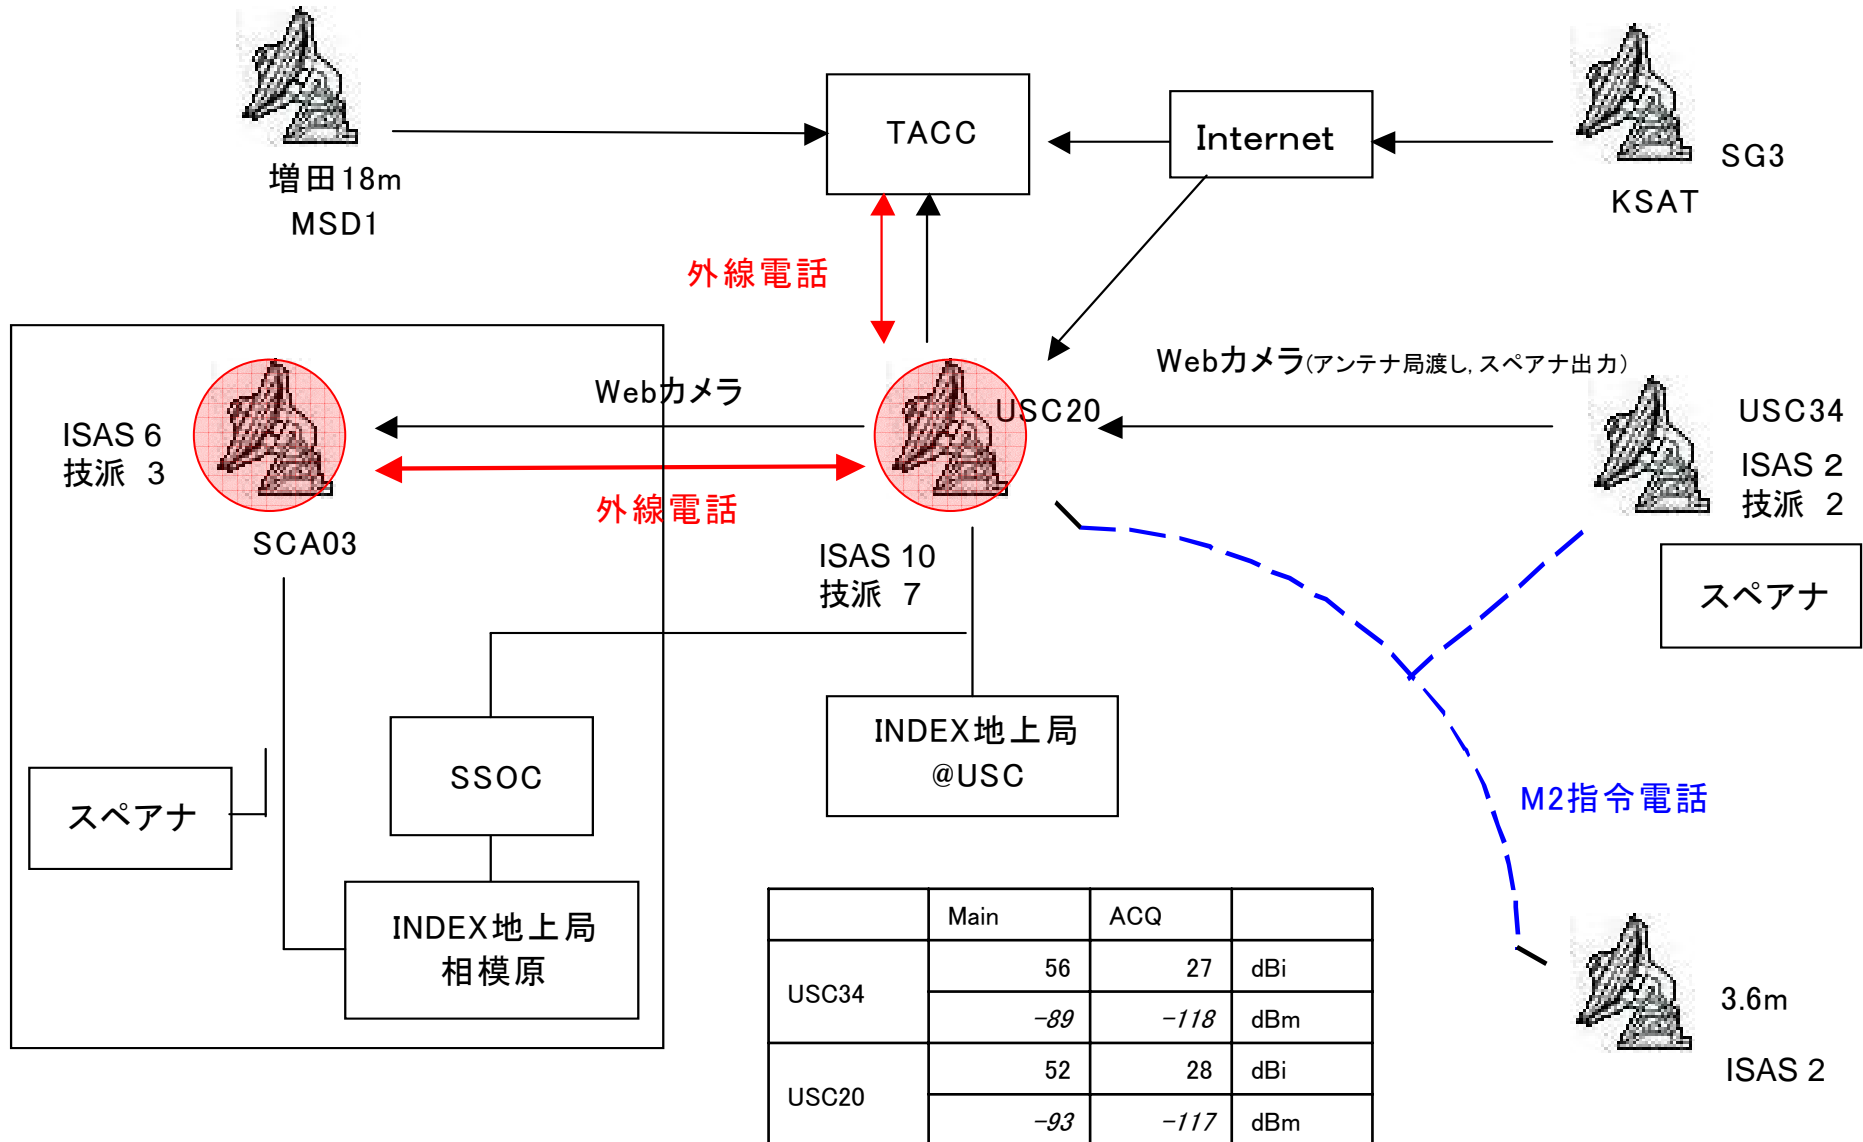 増田18m
MSD1
TACC
Internet
SG3
KSAT
外線電話
Webカメラ(アンテナ局渡し,スペアナ出力)
Webカメラ
USC20
USC34
ISAS 2
技派 2
ISAS 6
技派 3
外線電話
SCA03
ISAS 10
技派 7
スペアナ
SSOC
INDEX地上局
@USC
スペアナ
M2指令電話
INDEX地上局
相模原
Main ACQ
USC34
56 27 dBi
-89 -118 dBm
USC20
52 28 dBi
-93 -117 dBm
3.6m
ISAS 2